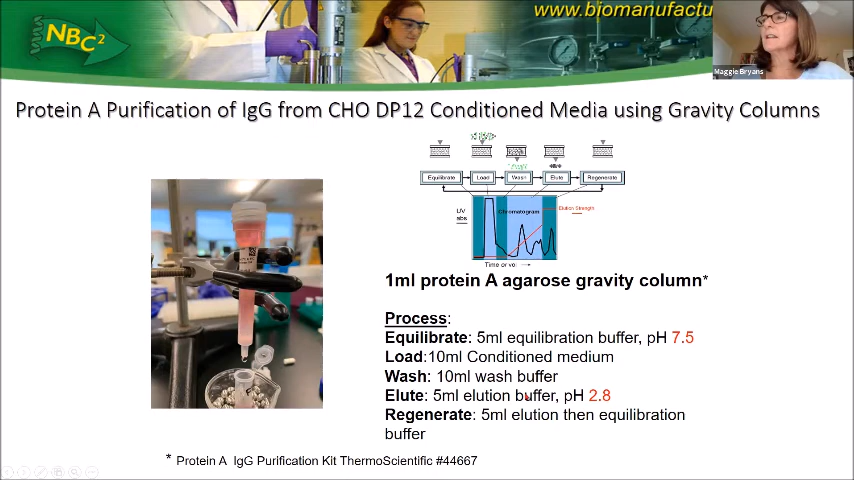 NBC²
www.biomanufactu
Maggie Bryans
Protein A Purification of IgG from CHO DP12 Conditioned Media using Gravity Columns
Equilibrate Load Wash Elute Regenerate
UV
abs
Chromatogram
Elution Strength
Time or vol
1ml protein A agarose gravity column*
Process:
Equilibrate: 5ml equilibration buffer, pH 7.5
Load:10ml Conditioned medium
Wash: 10ml wash buffer
Elute: 5ml elution buffer, pH 2.8
Regenerate: 5ml elution then equilibration
buffer
* Protein A IgG Purification Kit ThermoScientific #44667